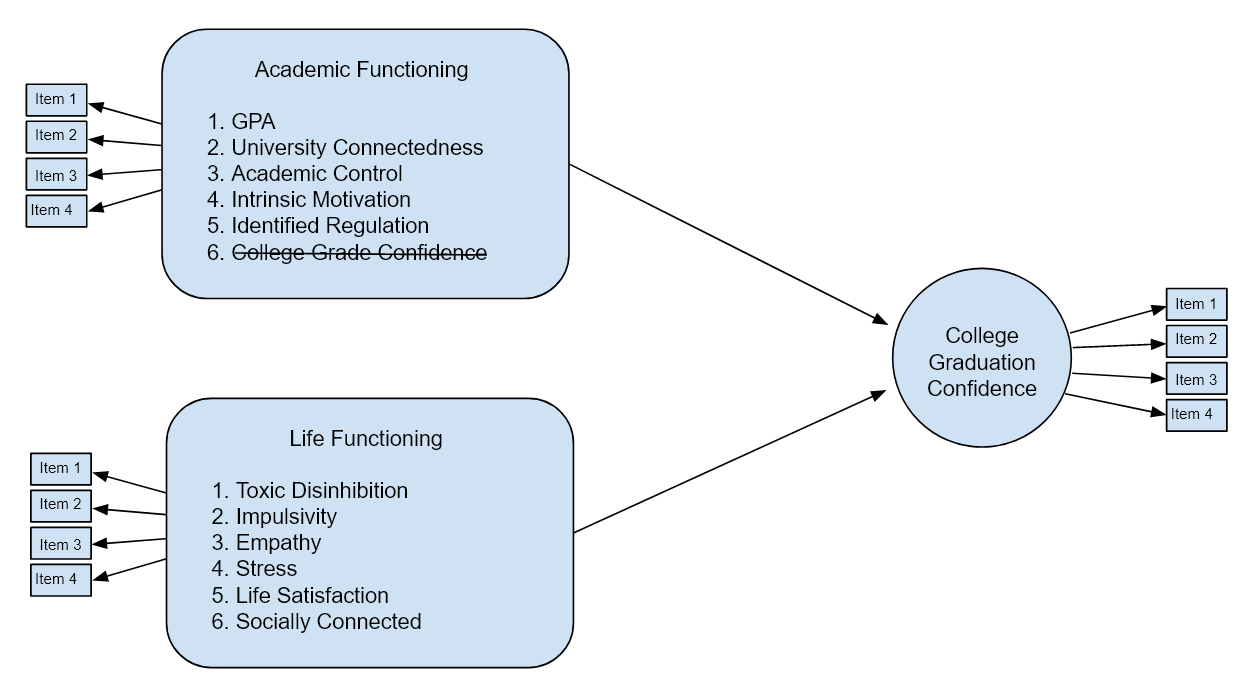 Academic Functioning
Item 1
Item 2
Item 3
Item 4
1. GPA
2. University Connectedness
3. Academic Control
4. Intrinsic Motivation
5. Identified Regulation
6. College Grade Confidence
College
Graduation
Confidence
Item 1
Item 2
Item 3
Item 4
Life Functioning
Item 1
Item 2
Item 3
Item 4
1. Toxic Disinhibition
2. Impulsivity
3. Empathy
4. Stress
5. Life Satisfaction
6. Socially Connected